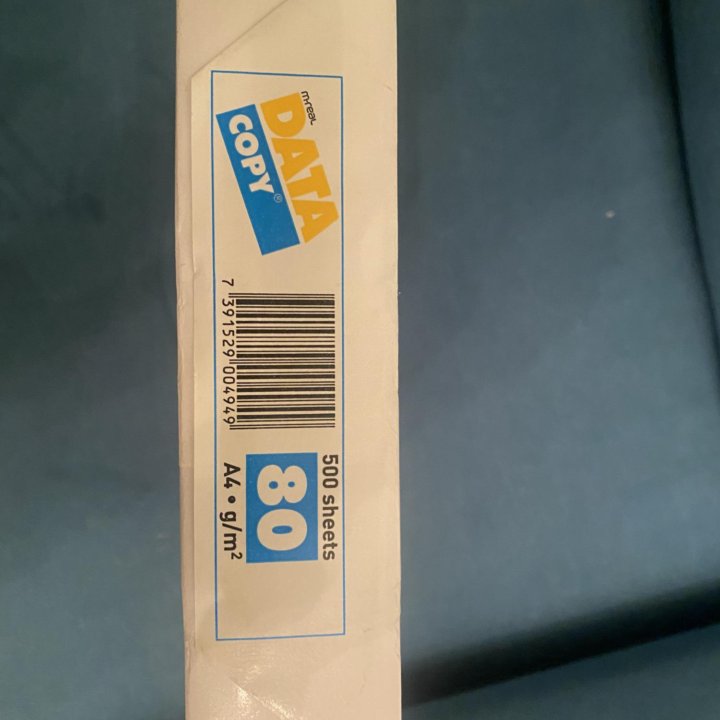 m-real
DATA
COPY®
7 391529 004949
500 sheets
80
A4 • g/m²